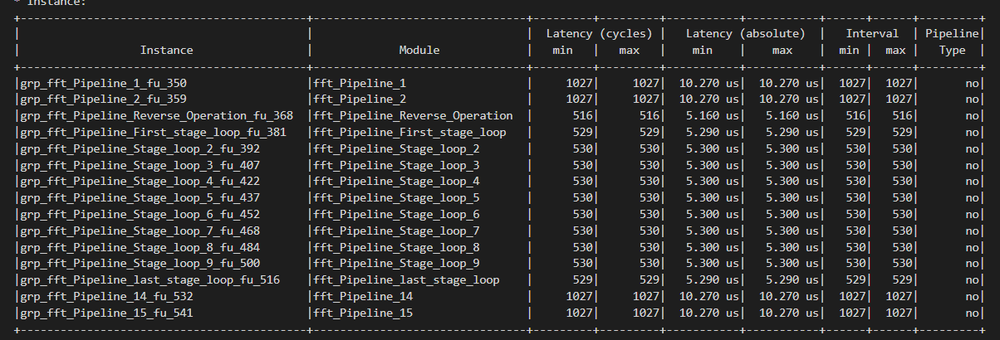 * Instance:
+-------------------------------------------+--------------------------------+---------+---------+-----------+-----------+------+------+---------+
|                                           |                                |  Latency (cycles) |   Latency (absolute)  |   Interval  | Pipeline|
|                  Instance                 |             Module             |   min   |   max   |    min    |    max    |  min |  max |   Type  |
+-------------------------------------------+--------------------------------+---------+---------+-----------+-----------+------+------+---------+
|grp_fft_Pipeline_1_fu_350                  |fft_Pipeline_1                  |     1027|     1027|  10.270 us|  10.270 us|  1027|  1027|       no|
|grp_fft_Pipeline_2_fu_359                  |fft_Pipeline_2                  |     1027|     1027|  10.270 us|  10.270 us|  1027|  1027|       no|
|grp_fft_Pipeline_Reverse_Operation_fu_368  |fft_Pipeline_Reverse_Operation  |      516|      516|   5.160 us|   5.160 us|   516|   516|       no|
|grp_fft_Pipeline_First_stage_loop_fu_381   |fft_Pipeline_First_stage_loop   |      529|      529|   5.290 us|   5.290 us|   529|   529|       no|
|grp_fft_Pipeline_Stage_loop_2_fu_392       |fft_Pipeline_Stage_loop_2       |      530|      530|   5.300 us|   5.300 us|   530|   530|       no|
|grp_fft_Pipeline_Stage_loop_3_fu_407       |fft_Pipeline_Stage_loop_3       |      530|      530|   5.300 us|   5.300 us|   530|   530|       no|
|grp_fft_Pipeline_Stage_loop_4_fu_422       |fft_Pipeline_Stage_loop_4       |      530|      530|   5.300 us|   5.300 us|   530|   530|       no|
|grp_fft_Pipeline_Stage_loop_5_fu_437       |fft_Pipeline_Stage_loop_5       |      530|      530|   5.300 us|   5.300 us|   530|   530|       no|
|grp_fft_Pipeline_Stage_loop_6_fu_452       |fft_Pipeline_Stage_loop_6       |      530|      530|   5.300 us|   5.300 us|   530|   530|       no|
|grp_fft_Pipeline_Stage_loop_7_fu_468       |fft_Pipeline_Stage_loop_7       |      530|      530|   5.300 us|   5.300 us|   530|   530|       no|
|grp_fft_Pipeline_Stage_loop_8_fu_484       |fft_Pipeline_Stage_loop_8       |      530|      530|   5.300 us|   5.300 us|   530|   530|       no|
|grp_fft_Pipeline_Stage_loop_9_fu_500       |fft_Pipeline_Stage_loop_9       |      530|      530|   5.300 us|   5.300 us|   530|   530|       no|
|grp_fft_Pipeline_last_stage_loop_fu_516    |fft_Pipeline_last_stage_loop    |      529|      529|   5.290 us|   5.290 us|   529|   529|       no|
|grp_fft_Pipeline_14_fu_532                 |fft_Pipeline_14                 |     1027|     1027|  10.270 us|  10.270 us|  1027|  1027|       no|
|grp_fft_Pipeline_15_fu_541                 |fft_Pipeline_15                 |     1027|     1027|  10.270 us|  10.270 us|  1027|  1027|       no|
+-------------------------------------------+--------------------------------+---------+---------+-----------+-----------+------+------+---------+